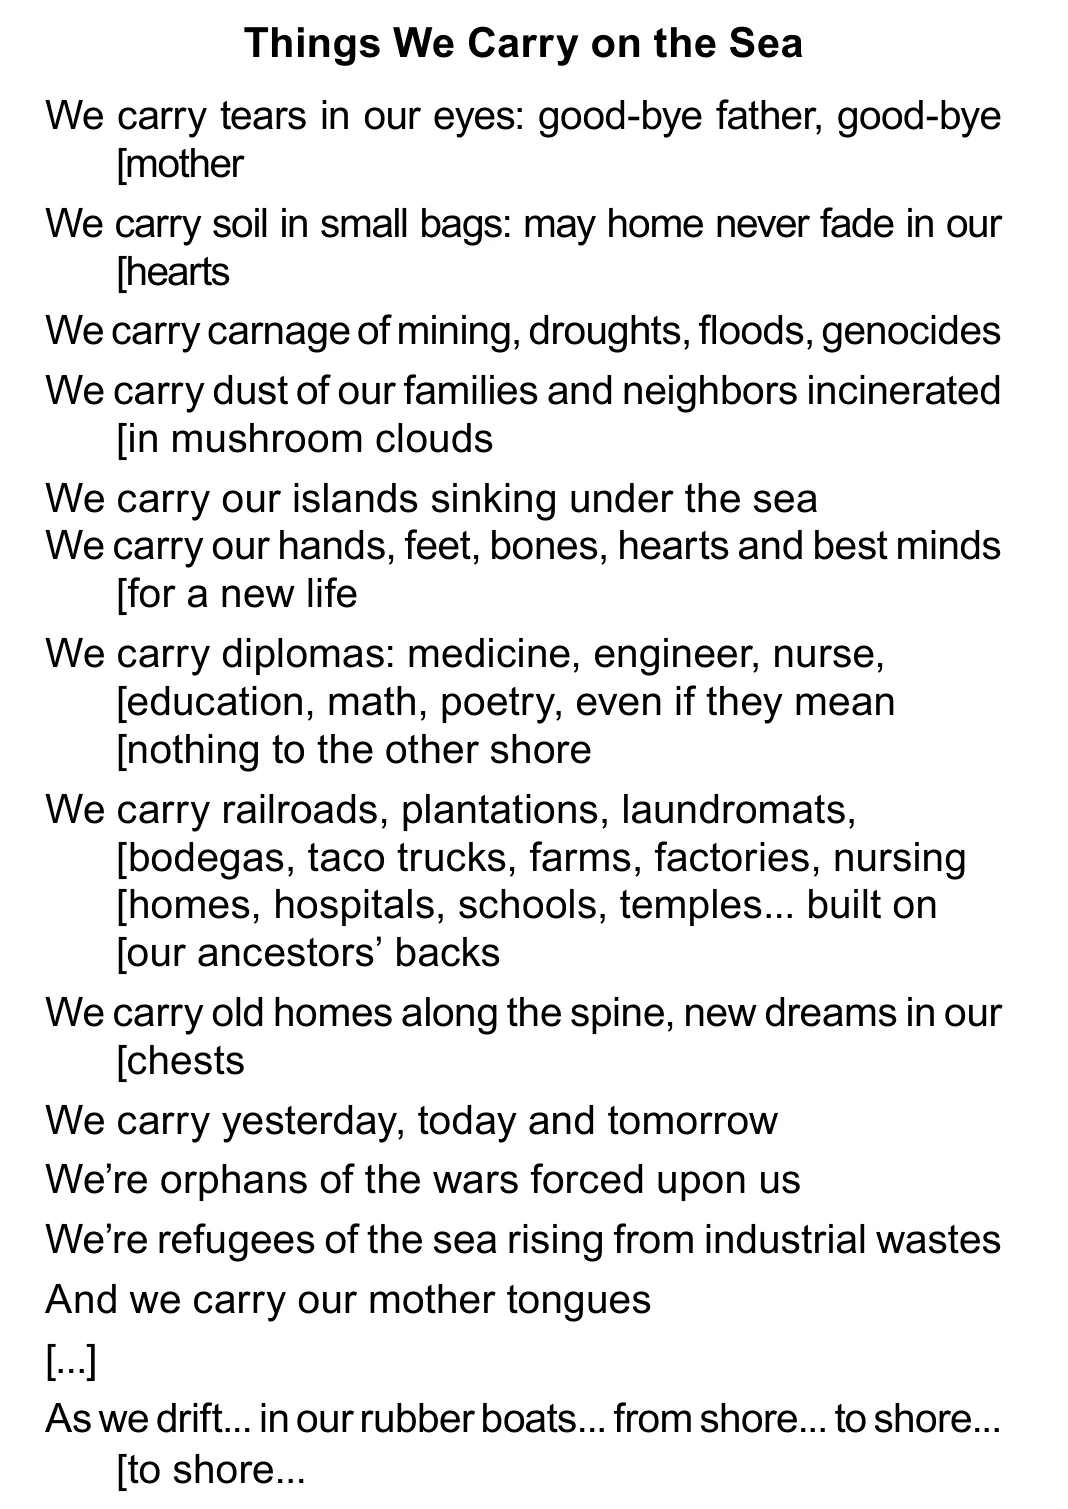 Things We Carry on the Sea
We carry tears in our eyes: good-bye father, good-bye
[mother
We carry soil in small bags: may home never fade in our
[hearts
We carry carnage of mining, droughts, floods, genocides
We carry dust of our families and neighbors incinerated
[in mushroom clouds
We carry our islands sinking under the sea
We carry our hands, feet, bones, hearts and best minds
[for a new life
We carry diplomas: medicine, engineer, nurse,
[education, math, poetry, even if they mean
[nothing to the other shore
We carry railroads, plantations, laundromats,
[bodegas, taco trucks, farms, factories, nursing
[homes, hospitals, schools, temples... built on
[our ancestors’ backs
We carry old homes along the spine, new dreams in our
[chests
We carry yesterday, today and tomorrow
We’re orphans of the wars forced upon us
We’re refugees of the sea rising from industrial wastes
And we carry our mother tongues
[...]
As we drift... in our rubber boats... from shore... to shore...
[to shore...